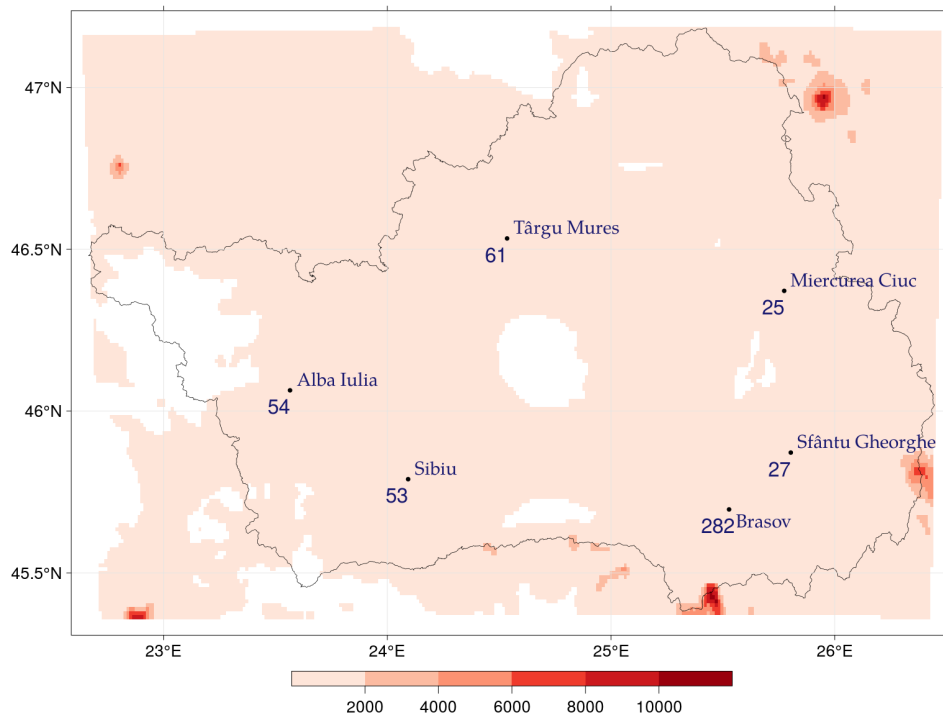 47°N
Târgu Mures
61
46.5°N
Miercurea Ciuc
25
Alba Iulia
54
46°N
Sfântu Gheorghe
27
Sibiu
53
282
Brasov
45.5°N
23°E 24°E 25°E 26°E
2000 4000 6000 8000 10000